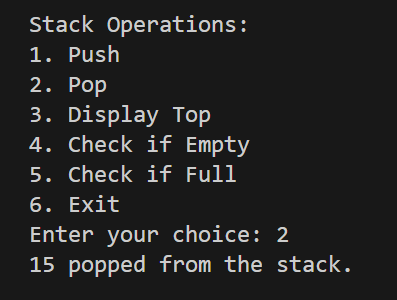 Stack Operations:
1. Push
2. Pop
3. Display Top
4. Check if Empty
5. Check if Full
6. Exit
Enter your choice: 2
15 popped from the stack.